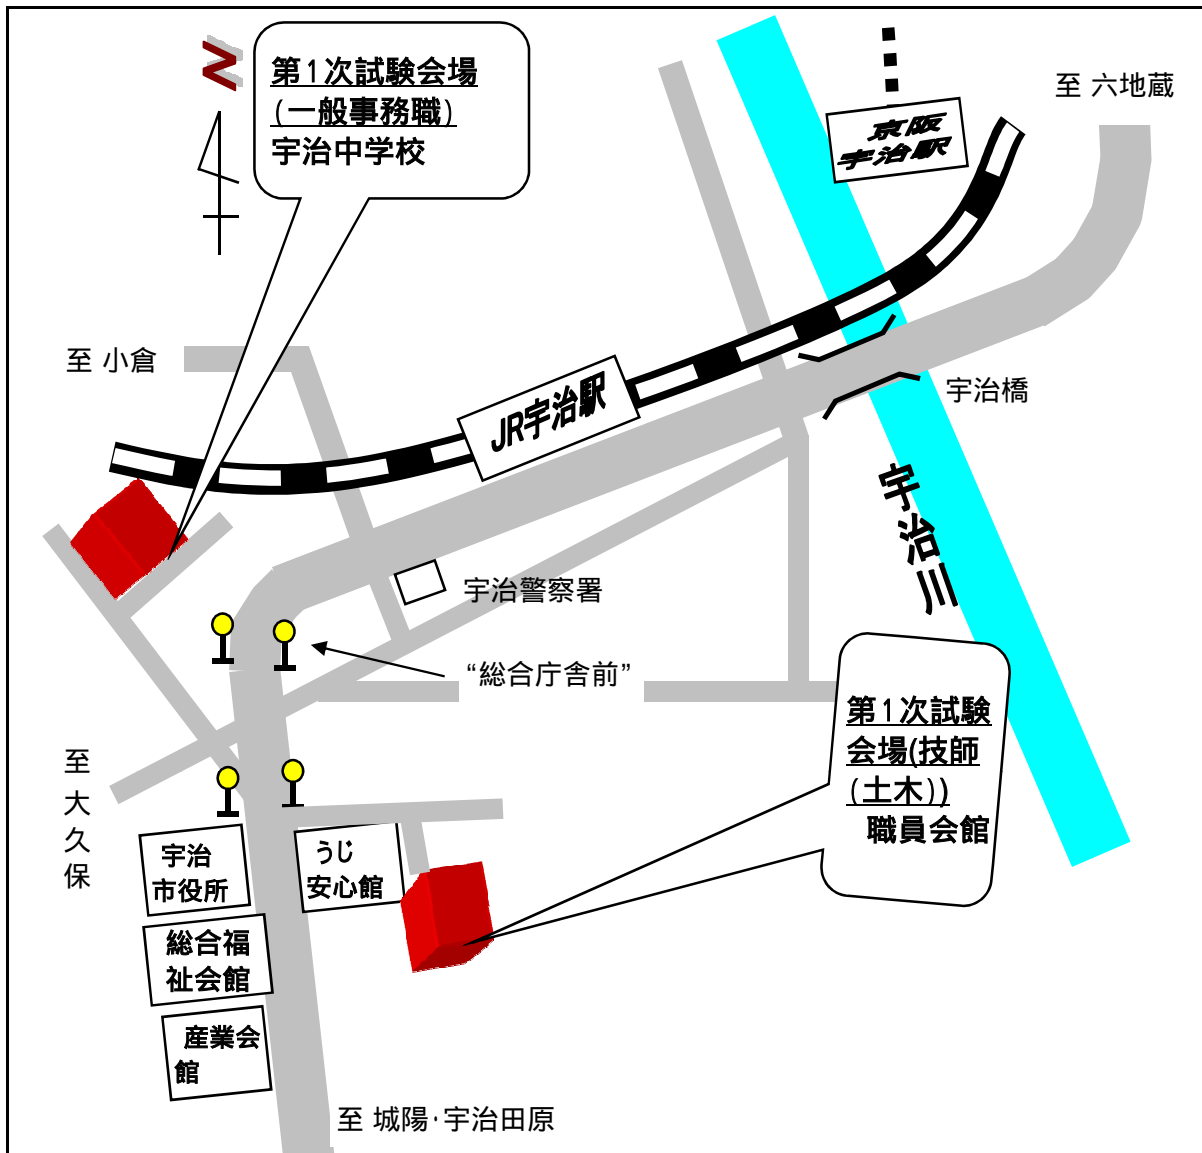 N
第1次試験会場
(一般事務職)
宇治中学校
至 六地蔵
京阪
宇治駅
至 小倉
JR宇治駅
宇治橋
宇治川
宇治警察署
“総合庁舎前”
第1次試験
会場(技師
(土木))
職員会館
至大久保
宇治
市役所
うじ
安心館
総合福
祉会館
産業会
館
至 城陽・宇治田原